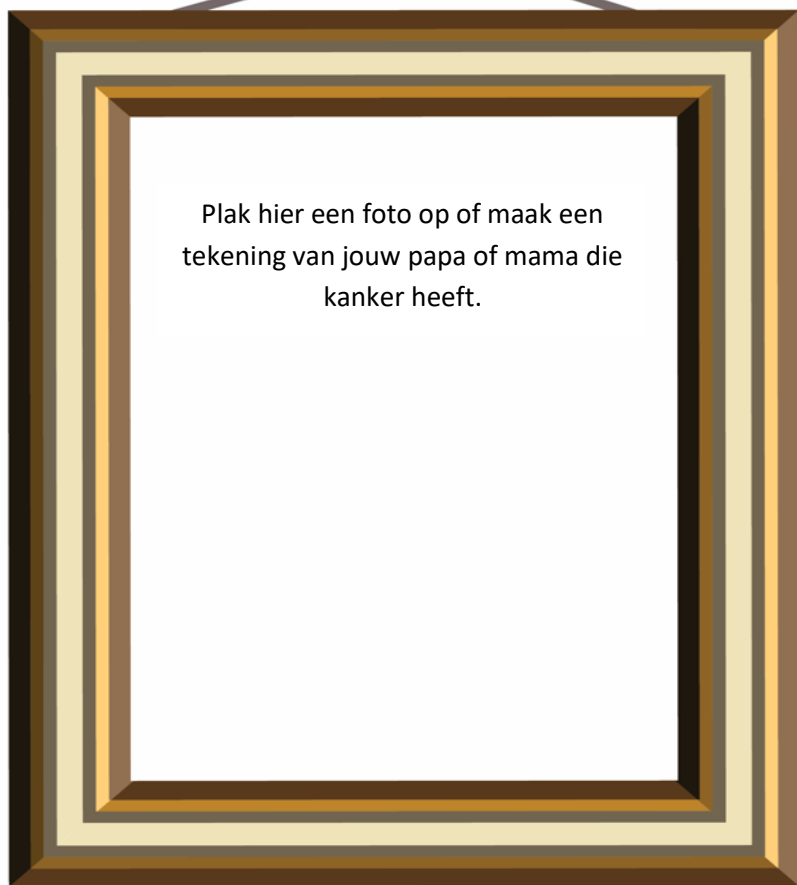 Plak hier een foto op of maak een
tekening van jouw papa of mama die
kanker heeft.